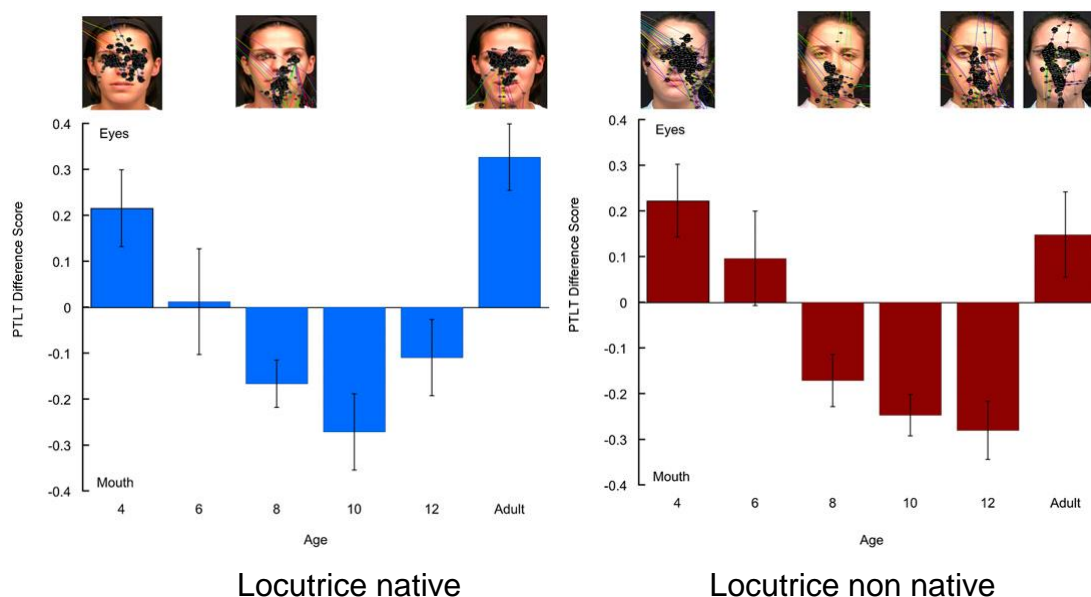 0.4
Eyes
0.3
0.2
0.1
0
-0.1
-0.2
-0.3
Mouth
-0.4
PTLT Difference Score
4 6 8 10 12 Adult
Age
Locutrice native
0.4
Eyes
0.3
0.2
0.1
0
-0.1
-0.2
-0.3
Mouth
-0.4
PTLT Difference Score
4 6 8 10 12 Adult
Age
Locutrice non native